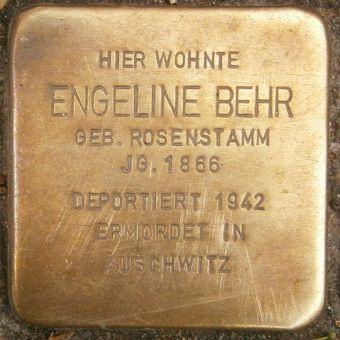 HIER WOHNTE
ENGELINE BEHR
GEB. ROSENSTAMM
JG. 1866
DEPORTIERT 1942
ERMORDET IN
AUSCHWITZ